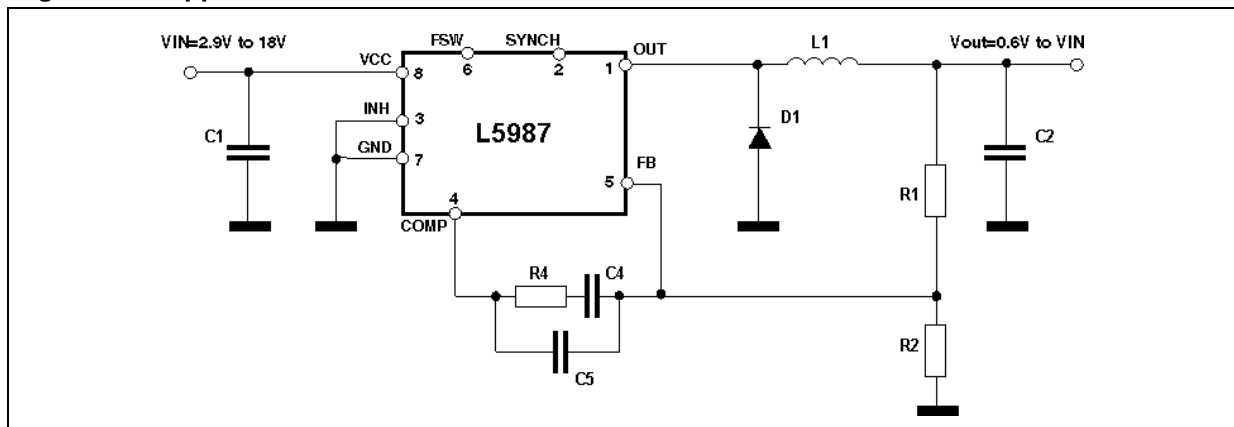 VIN=2.9V to 18V
FSW
SYNCH
OUT
L1
Vout=0.6V to VIN
VCC
6
2
8
1
INH
3
C1
L5987
D1
C2
GND
7
FB
5
R1
4
COMP
R4
C4
C5
R2